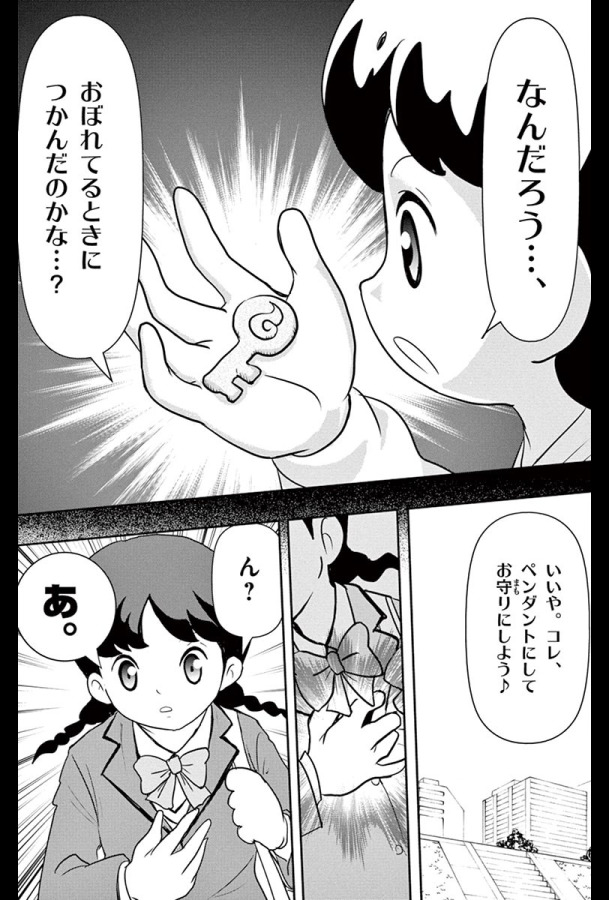 なんだろう…、
おぼれてるときに
つかんだのかな…?
いいや。コレ、
ペンダントにして
お守りにしよう♪
まも
ん?
あ。